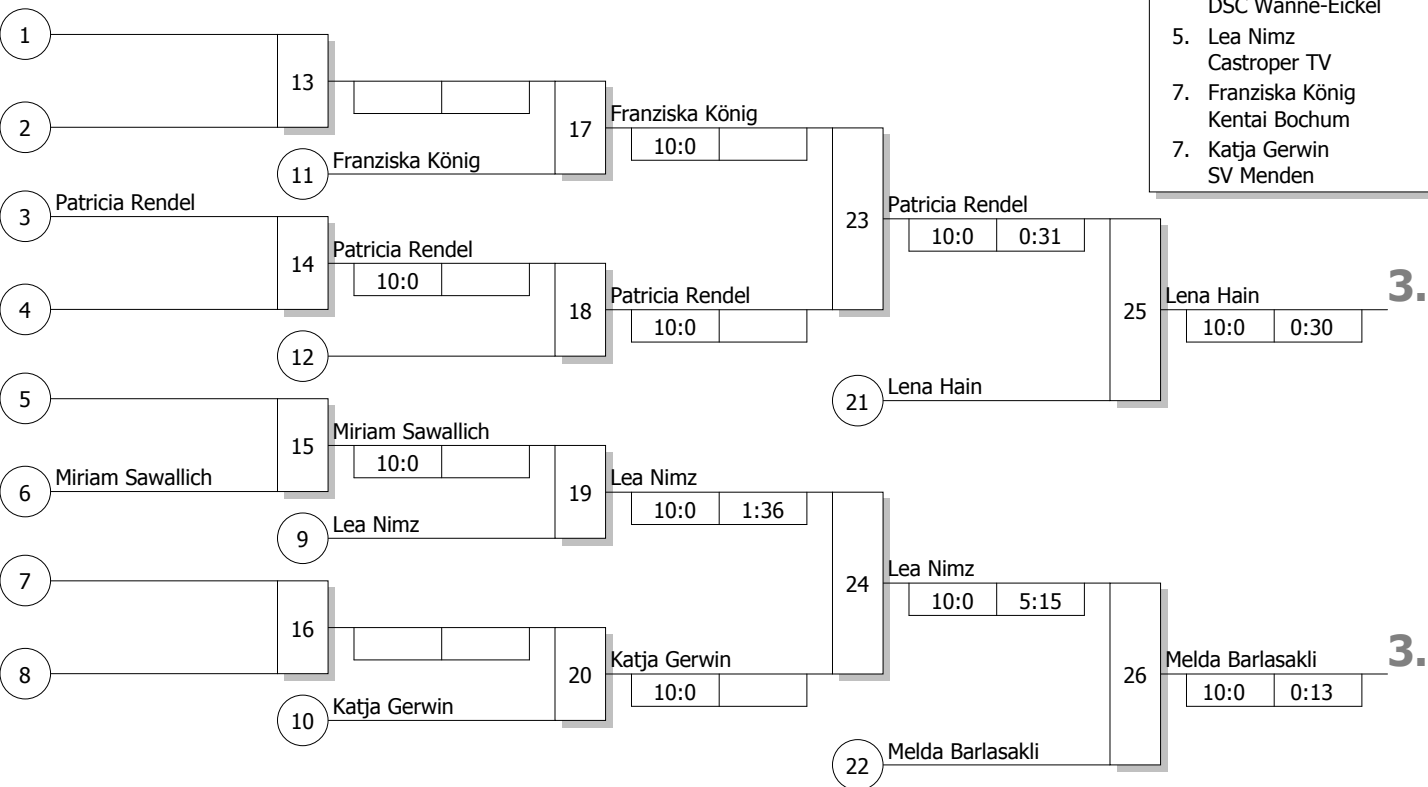 DSC Wanne-Eickel
5. Lea Nimz
Castroper TV
7. Franziska König
Kentai Bochum
7. Katja Gerwin
SV Menden
1
13
2
17
Franziska König
10:0
11
Franziska König
3
Patricia Rendel
23
Patricia Rendel
10:0 0:31
14
Patricia Rendel
10:0
4
18
Patricia Rendel
10:0
25
Lena Hain
10:0 0:30
3.
12
5
21
Lena Hain
15
Miriam Sawallich
10:0
6
Miriam Sawallich
19
Lea Nimz
10:0 1:36
9
Lea Nimz
7
24
Lea Nimz
10:0 5:15
16
8
20
Katja Gerwin
10:0
26
Melda Barlasakli
10:0 0:13
3.
10
Katja Gerwin
22
Melda Barlasakli